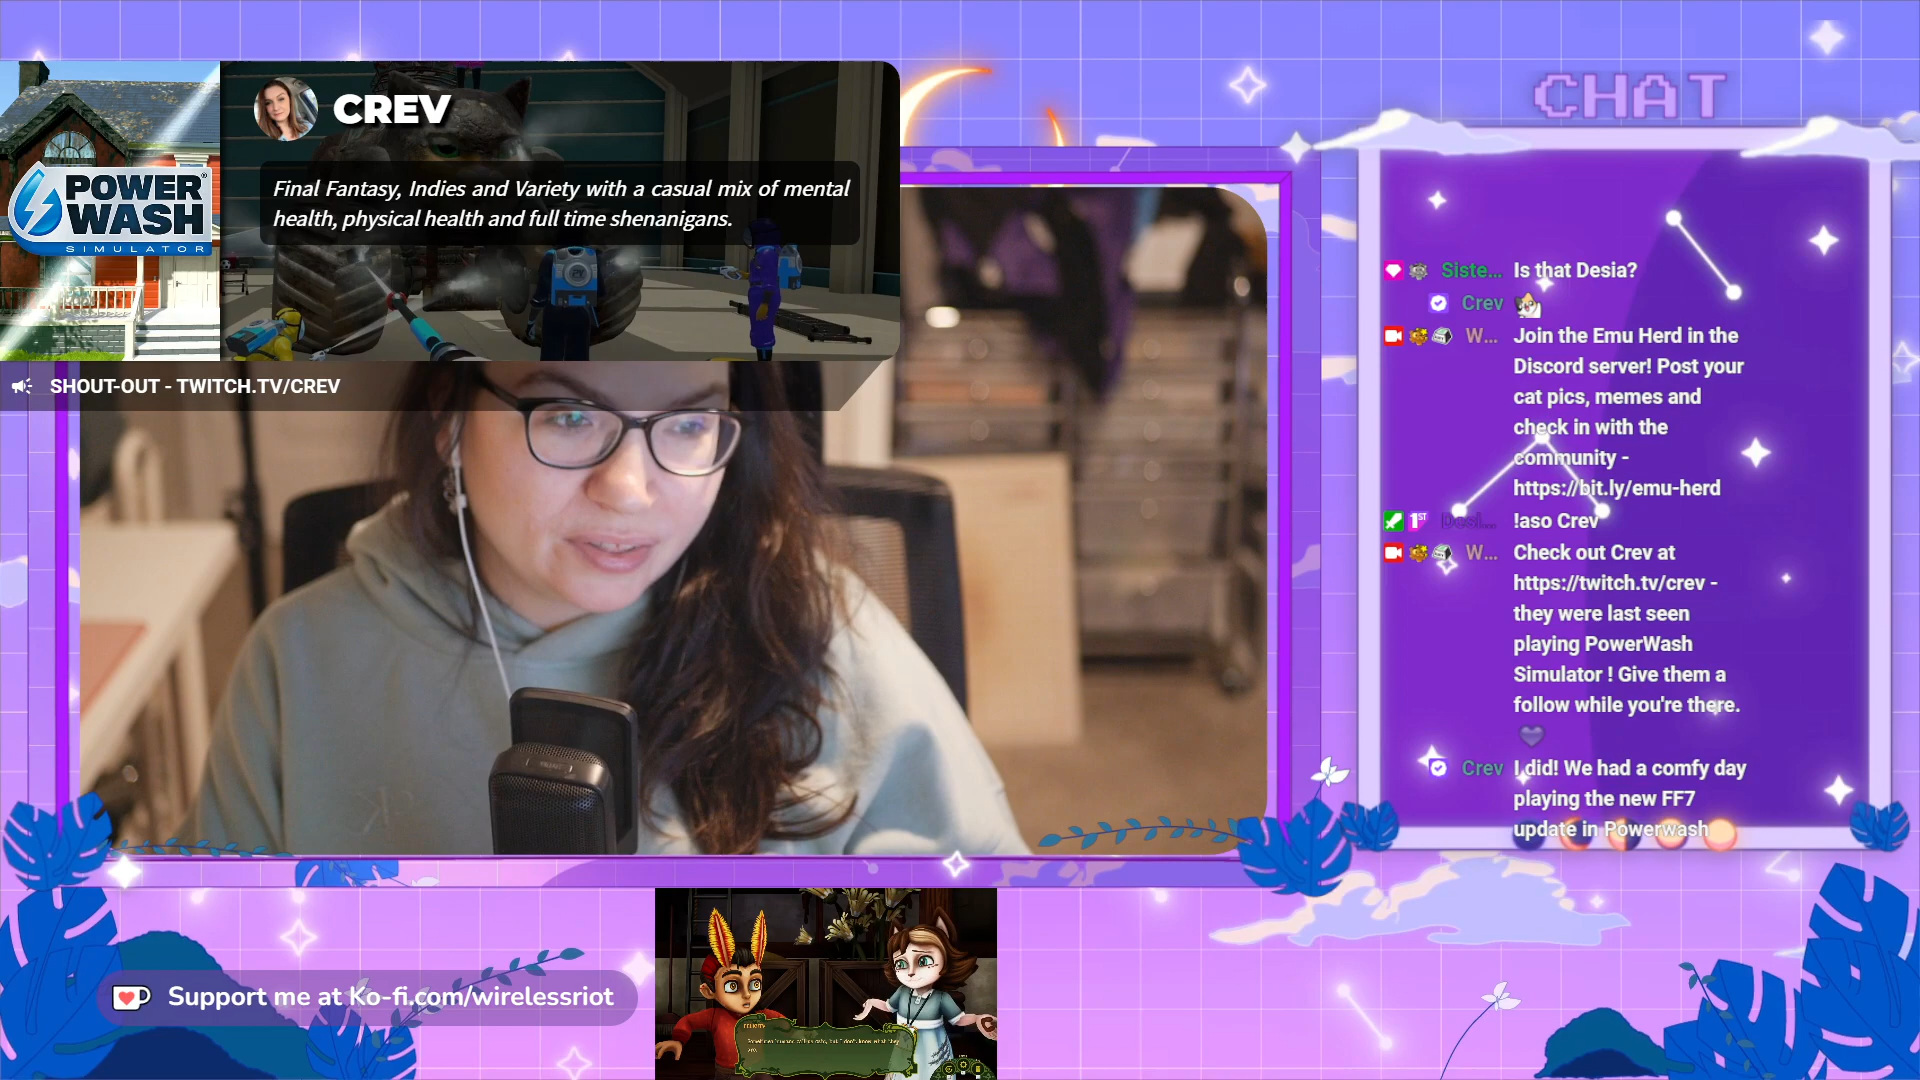 CHAT
CREV
Final Fantasy, Indies and Variety with a casual mix of mental
health, physical health and full time shenanigans.
POWER
WASH
SIMULATOR
SHOUT-OUT - TWITCH.TV/CREV
Siste... Is that Desia?
Crev
W... Join the Emu Herd in the
Discord server! Post your
cat pics, memes and
check in with the
community -
https://bit.ly/emu-herd
1ST Desi... !aso Crev
W... Check out Crev at
https://twitch.tv/crev -
they were last seen
playing PowerWash
Simulator ! Give them a
follow while you're there.
Crev I did! We had a comfy day
playing the new FF7
update in Powerwash
Support me at Ko-fi.com/wirelessriot